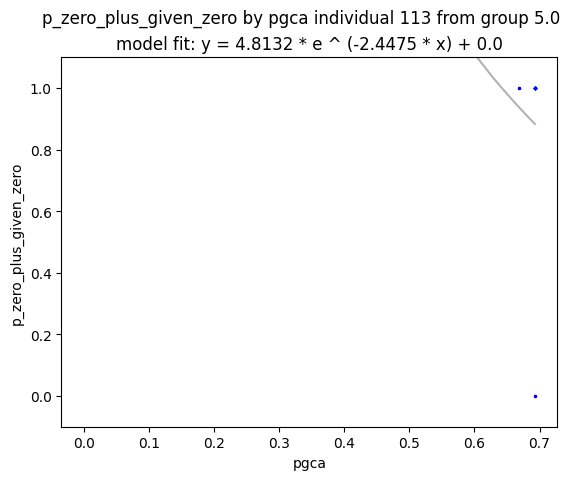 p_zero_plus_given_zero by pgca individual 113 from group 5.0
model fit: y = 4.8132 * e ^ (-2.4475 * x) + 0.0
1.0
0.8
0.6
0.4
0.2
0.0
p_zero_plus_given_zero
0.0 0.1 0.2 0.3 0.4 0.5 0.6 0.7
pgca